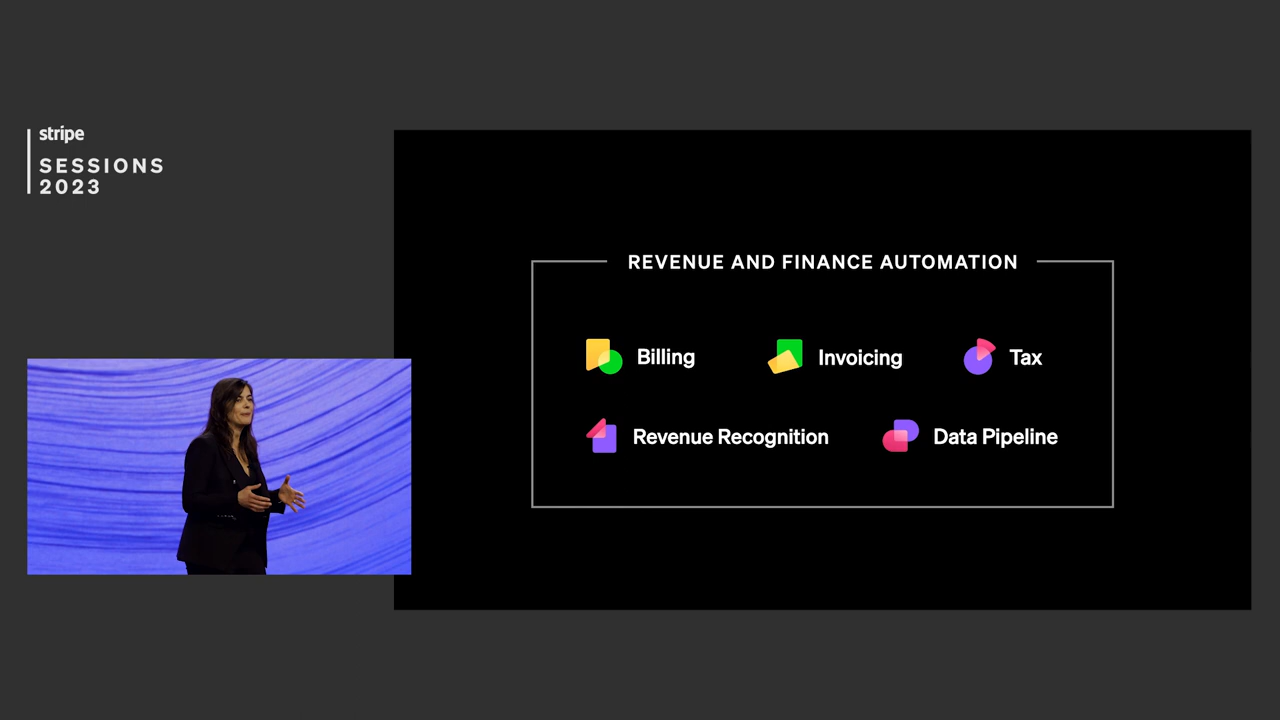 stripe
SESSIONS
2023
REVENUE AND FINANCE AUTOMATION
Billing
Invoicing
Tax
Revenue Recognition
Data Pipeline